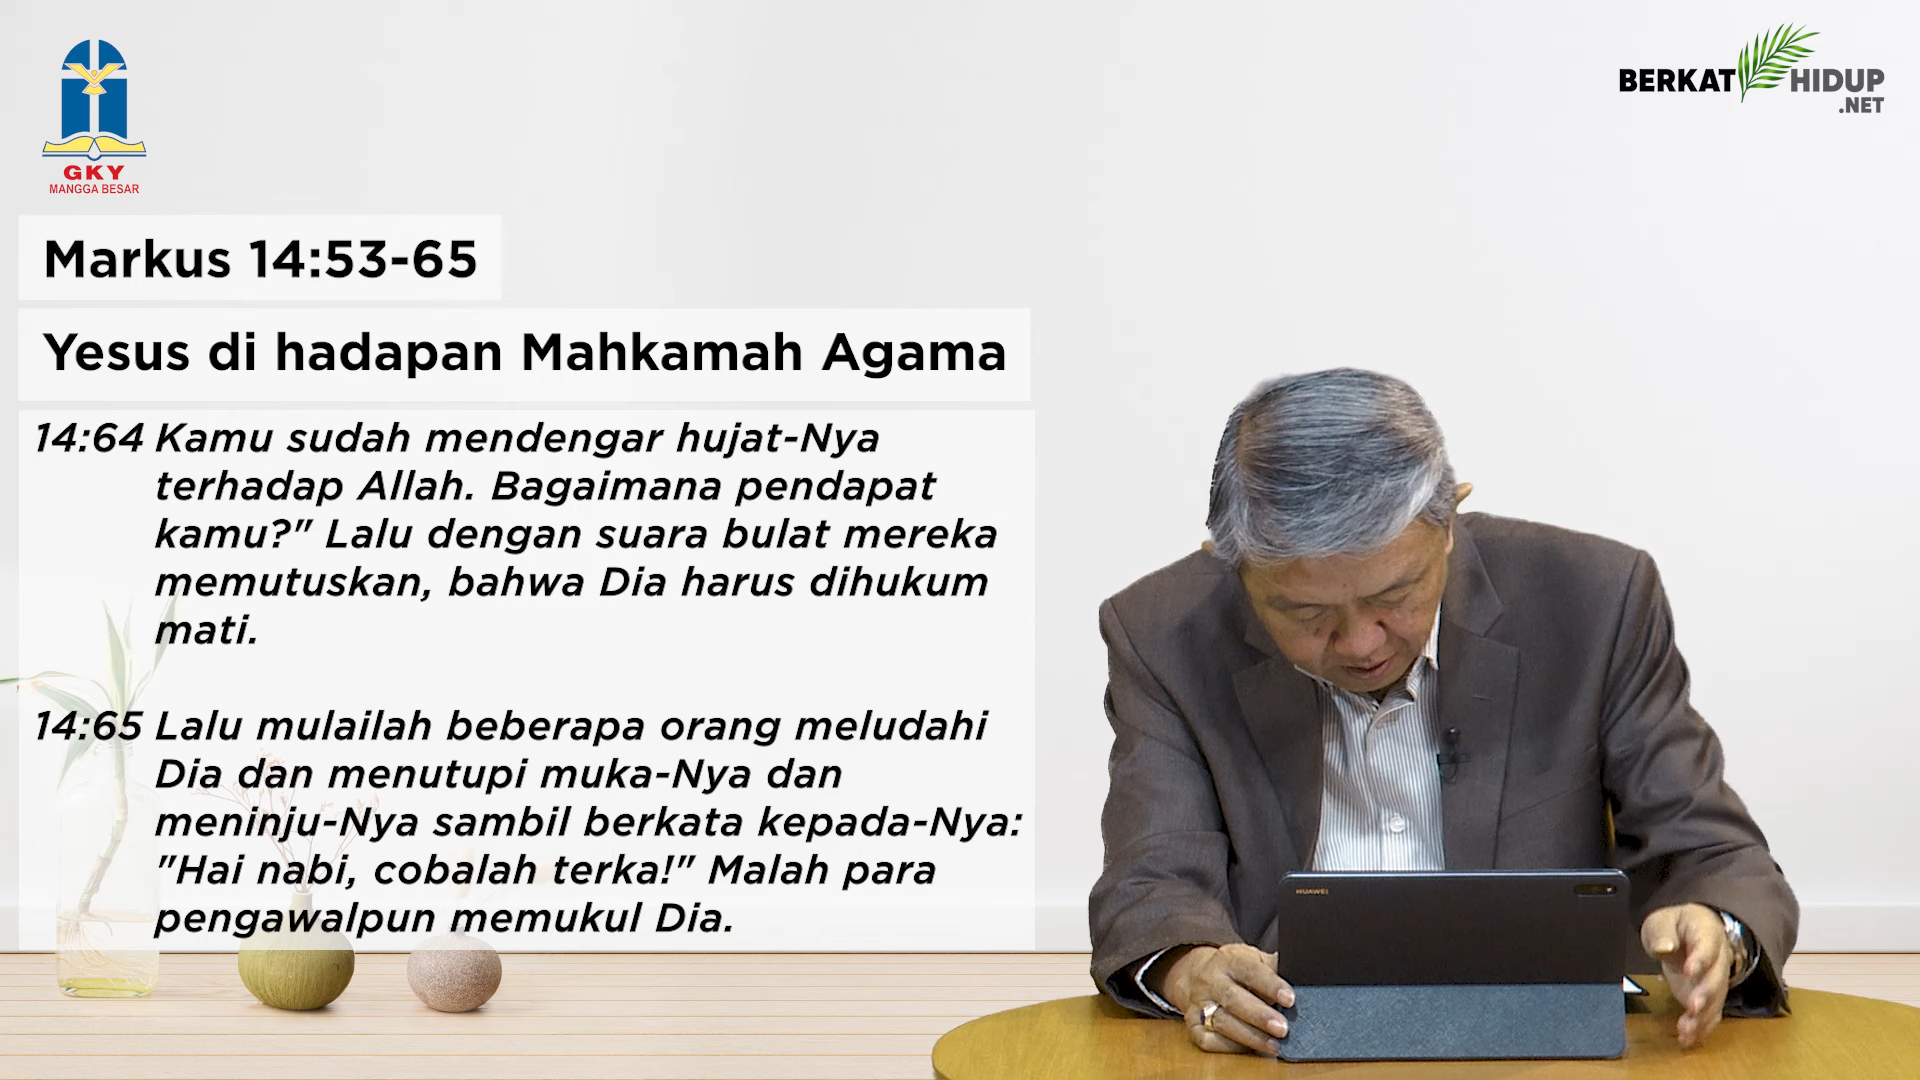 GKY
MANGGA BESAR
BERKAT HIDUP
.NET
Markus 14:53-65
Yesus di hadapan Mahkamah Agama
14:64 Kamu sudah mendengar hujat-Nya
terhadap Allah. Bagaimana pendapat
kamu?" Lalu dengan suara bulat mereka
memutuskan, bahwa Dia harus dihukum
mati.
14:65 Lalu mulailah beberapa orang meludahi
Dia dan menutupi muka-Nya dan
meninju-Nya sambil berkata kepada-Nya:
"Hai nabi, cobalah terka!" Malah para
pengawalpun memukul Dia.
HUAWEI